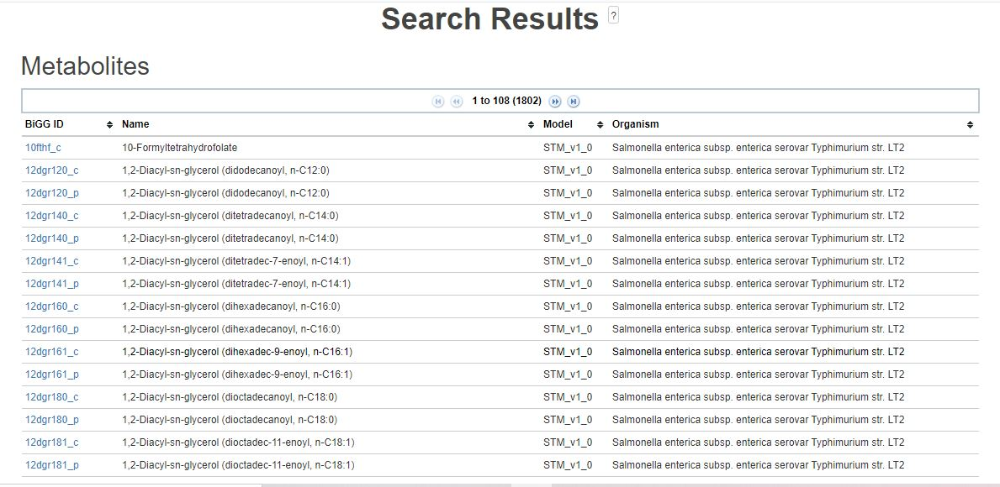 Search Results ?
Metabolites
1 to 108 (1802)
BiGG ID Name Model Organism
10fthf_c 10-Formyltetrahydrofolate STM_v1_0 Salmonella enterica subsp. enterica serovar Typhimurium str. LT2
12dgr120_c 1,2-Diacyl-sn-glycerol (didodecanoyl, n-C12:0) STM_v1_0 Salmonella enterica subsp. enterica serovar Typhimurium str. LT2
12dgr120_p 1,2-Diacyl-sn-glycerol (didodecanoyl, n-C12:0) STM_v1_0 Salmonella enterica subsp. enterica serovar Typhimurium str. LT2
12dgr140_c 1,2-Diacyl-sn-glycerol (ditetradecanoyl, n-C14:0) STM_v1_0 Salmonella enterica subsp. enterica serovar Typhimurium str. LT2
12dgr140_p 1,2-Diacyl-sn-glycerol (ditetradecanoyl, n-C14:0) STM_v1_0 Salmonella enterica subsp. enterica serovar Typhimurium str. LT2
12dgr141_c 1,2-Diacyl-sn-glycerol (ditetradec-7-enoyl, n-C14:1) STM_v1_0 Salmonella enterica subsp. enterica serovar Typhimurium str. LT2
12dgr141_p 1,2-Diacyl-sn-glycerol (ditetradec-7-enoyl, n-C14:1) STM_v1_0 Salmonella enterica subsp. enterica serovar Typhimurium str. LT2
12dgr160_c 1,2-Diacyl-sn-glycerol (dihexadecanoyl, n-C16:0) STM_v1_0 Salmonella enterica subsp. enterica serovar Typhimurium str. LT2
12dgr160_p 1,2-Diacyl-sn-glycerol (dihexadecanoyl, n-C16:0) STM_v1_0 Salmonella enterica subsp. enterica serovar Typhimurium str. LT2
12dgr161_c 1,2-Diacyl-sn-glycerol (dihexadec-9-enoyl, n-C16:1) STM_v1_0 Salmonella enterica subsp. enterica serovar Typhimurium str. LT2
12dgr161_p 1,2-Diacyl-sn-glycerol (dihexadec-9-enoyl, n-C16:1) STM_v1_0 Salmonella enterica subsp. enterica serovar Typhimurium str. LT2
12dgr180_c 1,2-Diacyl-sn-glycerol (dioctadecanoyl, n-C18:0) STM_v1_0 Salmonella enterica subsp. enterica serovar Typhimurium str. LT2
12dgr180_p 1,2-Diacyl-sn-glycerol (dioctadecanoyl, n-C18:0) STM_v1_0 Salmonella enterica subsp. enterica serovar Typhimurium str. LT2
12dgr181_c 1,2-Diacyl-sn-glycerol (dioctadec-11-enoyl, n-C18:1) STM_v1_0 Salmonella enterica subsp. enterica serovar Typhimurium str. LT2
12dgr181_p 1,2-Diacyl-sn-glycerol (dioctadec-11-enoyl, n-C18:1) STM_v1_0 Salmonella enterica subsp. enterica serovar Typhimurium str. LT2